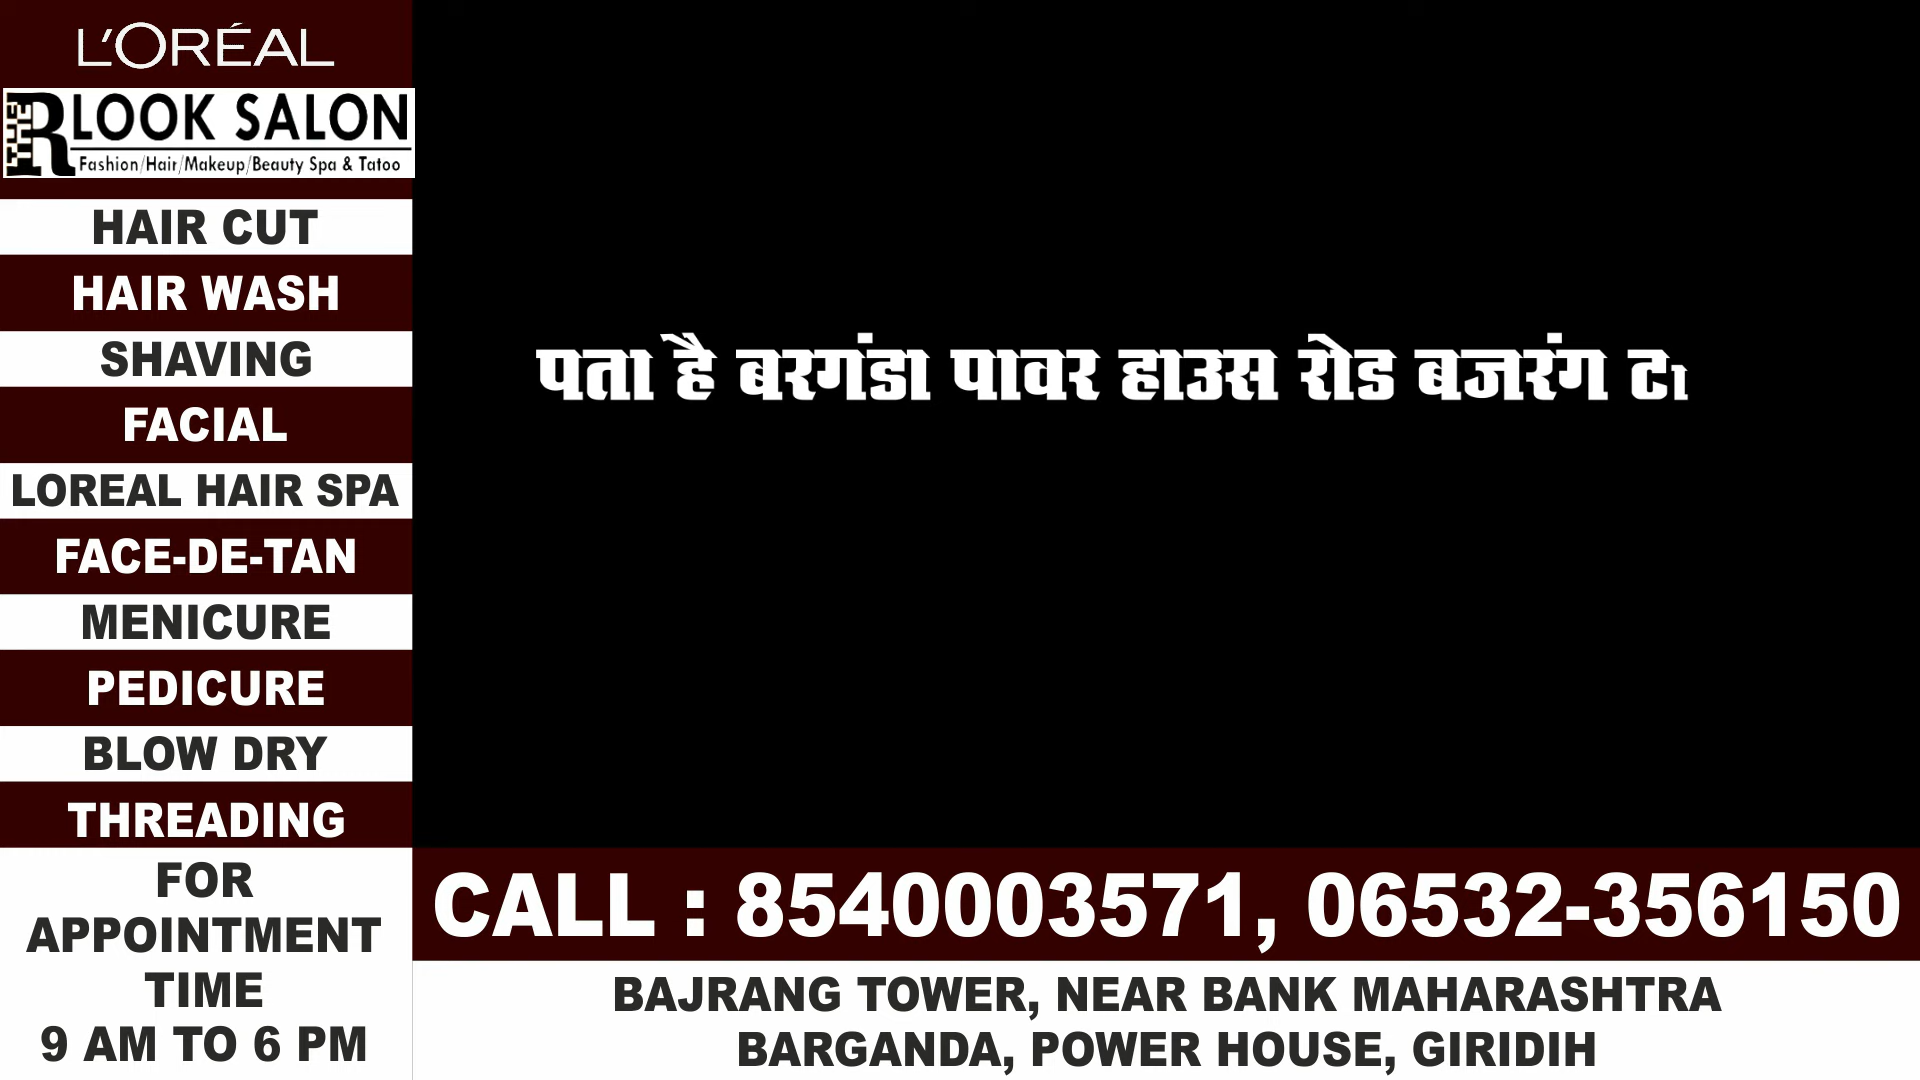 L'ORÉAL
THE R LOOK SALON
Fashion/Hair/Makeup/Beauty Spa & Tatoo
HAIR CUT
HAIR WASH
SHAVING
FACIAL
LOREAL HAIR SPA
FACE-DE-TAN
MENICURE
PEDICURE
BLOW DRY
THREADING
FOR
APPOINTMENT
TIME
9 AM TO 6 PM
पता है बरगंडा पावर हाउस रोड बजरंग टा
CALL : 8540003571, 06532-356150
BAJRANG TOWER, NEAR BANK MAHARASHTRA
BARGANDA, POWER HOUSE, GIRIDIH